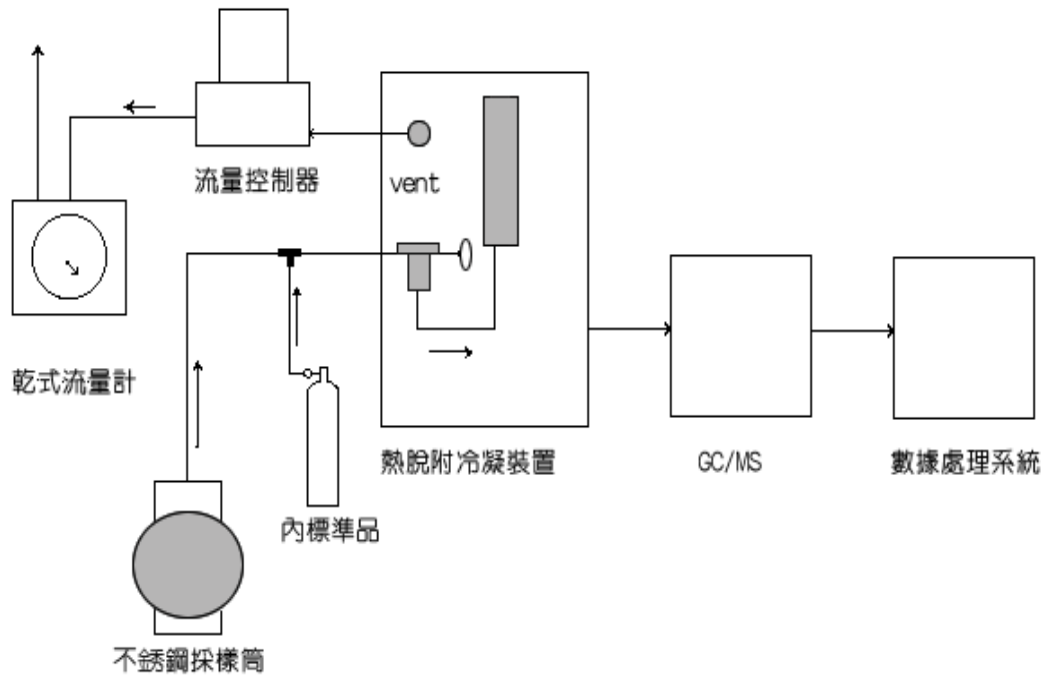 流量控制器
vent
乾式流量計
熱脫附冷凝裝置
GC/MS
數據處理系統
內標準品
不銹鋼採樣筒